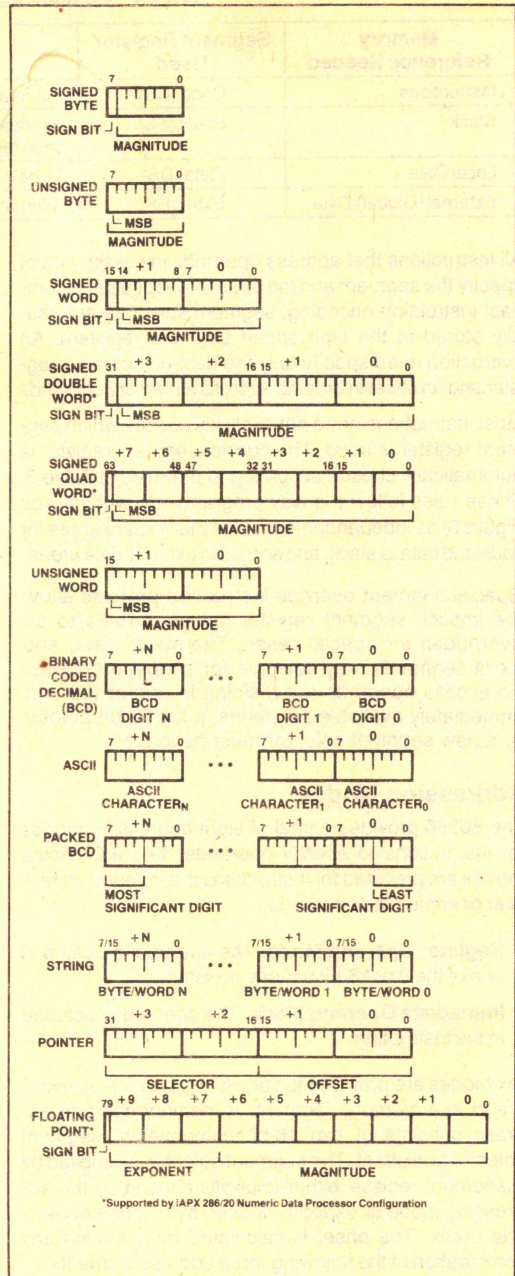 7 0
SIGNED BYTE
SIGN BIT
MAGNITUDE
7 0
UNSIGNED BYTE
MSB
MAGNITUDE
15 14 +1 8 7 0 0
SIGNED WORD
SIGN BIT MSB
MAGNITUDE
31 +3 +2 16 15 +1 0 0
SIGNED DOUBLE WORD*
SIGN BIT MSB
MAGNITUDE
+7 +6 +5 +4 +3 +2 +1 0
63 48 47 32 31 16 15 0
SIGNED QUAD WORD*
SIGN BIT MSB
MAGNITUDE
15 +1 0 0
UNSIGNED WORD
MSB
MAGNITUDE
7 +N 0 7 +1 0 7 0 0
BINARY CODED DECIMAL (BCD)
• • •
BCD DIGIT N BCD DIGIT 1 BCD DIGIT 0
7 +N 0 7 +1 0 7 0 0
ASCII • • •
ASCII CHARACTERN ASCII CHARACTER1 ASCII CHARACTER0
7 +N 0 7 +1 0 7 0 0
PACKED BCD • • •
MOST SIGNIFICANT DIGIT LEAST SIGNIFICANT DIGIT
7/15 +N 0 7/15 +1 0 7/15 0 0
STRING • • •
BYTE/WORD N BYTE/WORD 1 BYTE/WORD 0
31 +3 +2 16 15 +1 0 0
POINTER
SELECTOR OFFSET
79 +9 +8 +7 +6 +5 +4 +3 +2 +1 0 0
FLOATING POINT*
SIGN BIT
EXPONENT MAGNITUDE
*Supported by iAPX 286/20 Numeric Data Processor Configuration